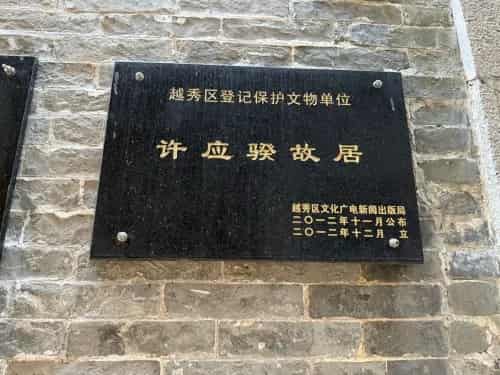 越秀区登记保护文物单位
许应骙故居
越秀区文化广电新闻出版局
二〇一二年十一月公布
二〇一二年十二月 立